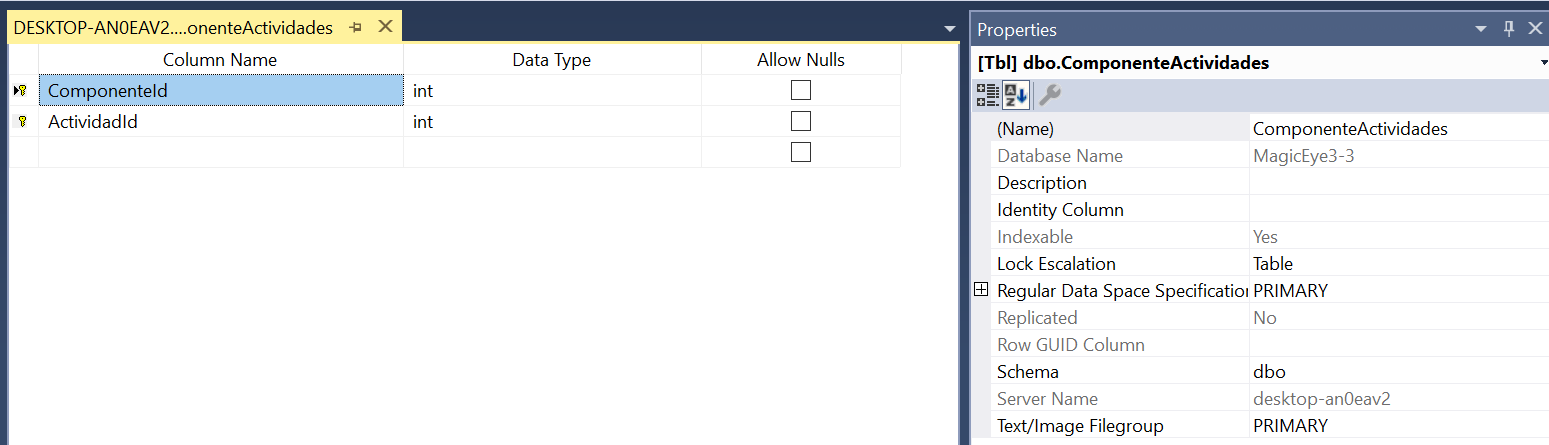 DESKTOP-AN0EAV2....onenteActividades
Column Name Data Type Allow Nulls
ComponenteId int
ActividadId int
Properties
[Tbl] dbo.ComponenteActividades
(Name) ComponenteActividades
Database Name MagicEye3-3
Description
Identity Column
Indexable Yes
Lock Escalation Table
Regular Data Space Specification PRIMARY
Replicated No
Row GUID Column
Schema dbo
Server Name desktop-an0eav2
Text/Image Filegroup PRIMARY